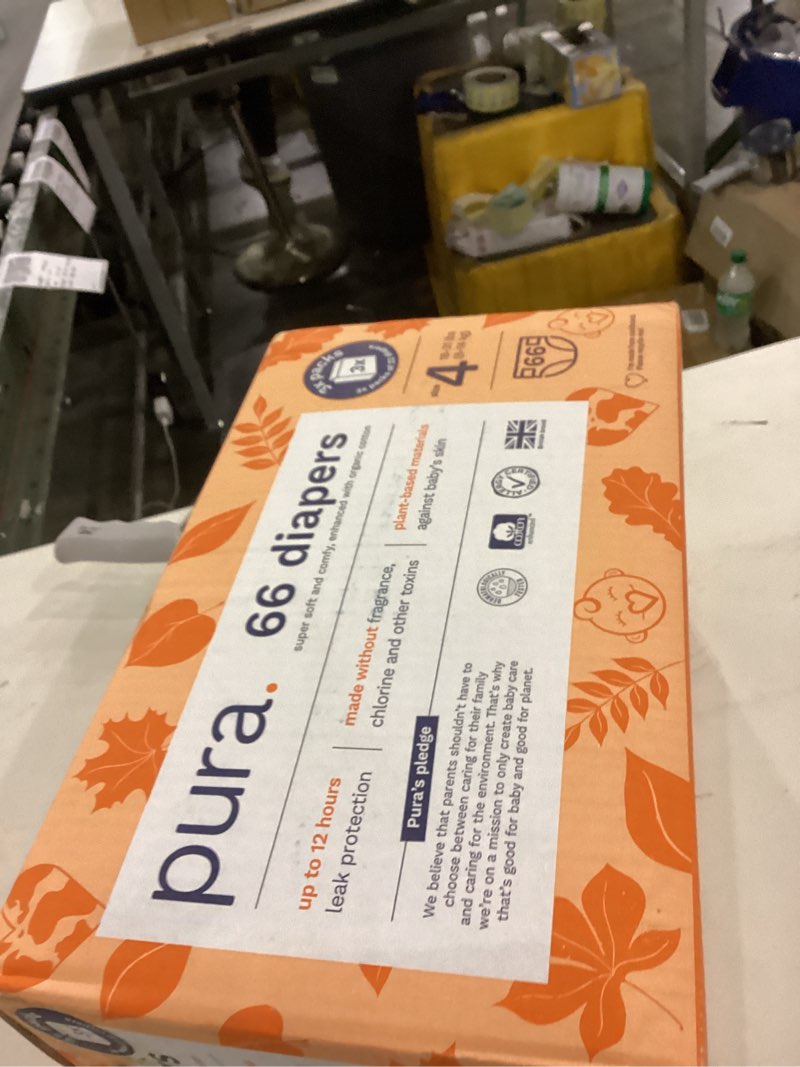 pura. 66 diapers
super soft and comfy, enhanced with organic cotton
up to 12 hours
leak protection
made without fragrance,
chlorine and other toxins
plant-based materials
against baby's skin
Pura's pledge
We believe that parents shouldn't have to
choose between caring for their family
and caring for the environment. That's why
we're on a mission to only create baby care
that's good for baby and good for planet.
3x
4
66